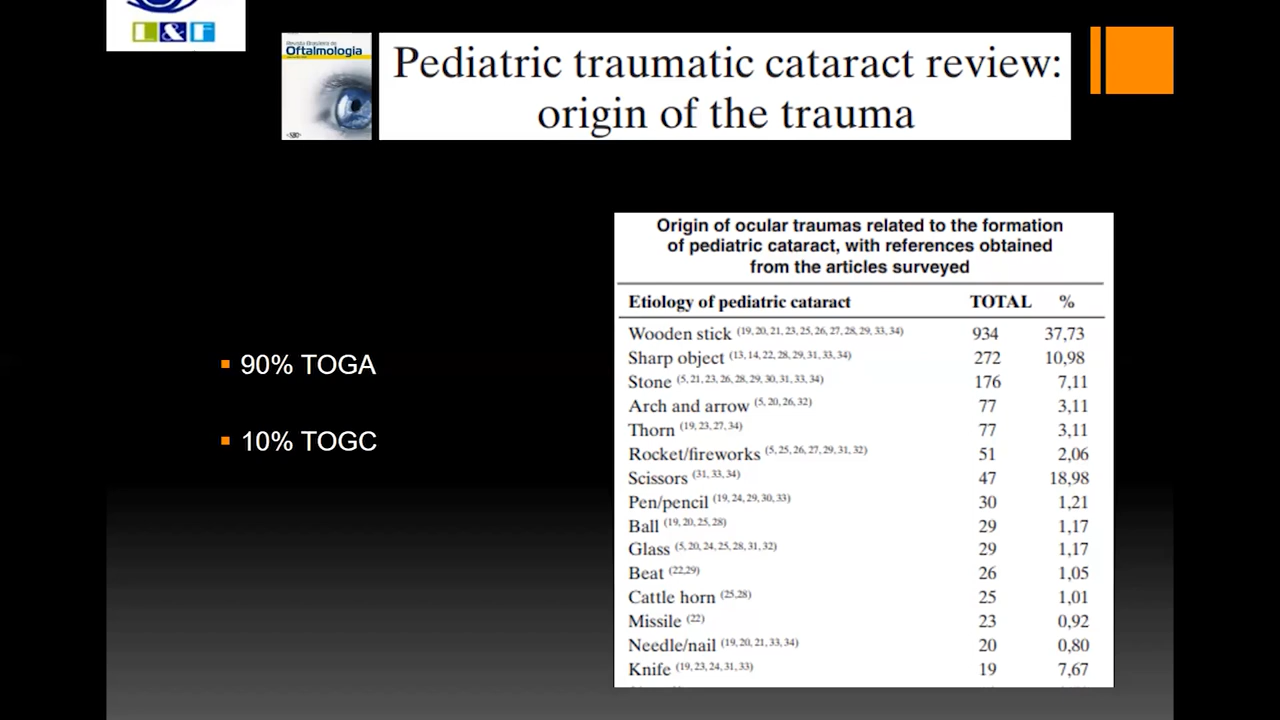 L&F
Revista Brasileira de
Oftalmologia
Pediatric traumatic cataract review:
origin of the trauma
▪ 90% TOGA
▪ 10% TOGC
Origin of ocular traumas related to the formation
of pediatric cataract, with references obtained
from the articles surveyed
Etiology of pediatric cataract TOTAL %
Wooden stick (19, 20, 21, 23, 25, 26, 27, 28, 29, 33, 34) 934 37,73
Sharp object (13, 14, 22, 28, 29, 31, 33, 34) 272 10,98
Stone (5, 21, 23, 26, 28, 29, 30, 31, 33, 34) 176 7,11
Arch and arrow (5, 20, 26, 32) 77 3,11
Thorn (19, 23, 27, 34) 77 3,11
Rocket/fireworks (5, 25, 26, 27, 29, 31, 32) 51 2,06
Scissors (31, 33, 34) 47 18,98
Pen/pencil (19, 24, 29, 30, 33) 30 1,21
Ball (19, 20, 25, 28) 29 1,17
Glass (5, 20, 24, 25, 28, 31, 32) 29 1,17
Beat (22,29) 26 1,05
Cattle horn (25,28) 25 1,01
Missile (22) 23 0,92
Needle/nail (19, 20, 21, 33, 34) 20 0,80
Knife (19, 23, 24, 31, 33) 19 7,67